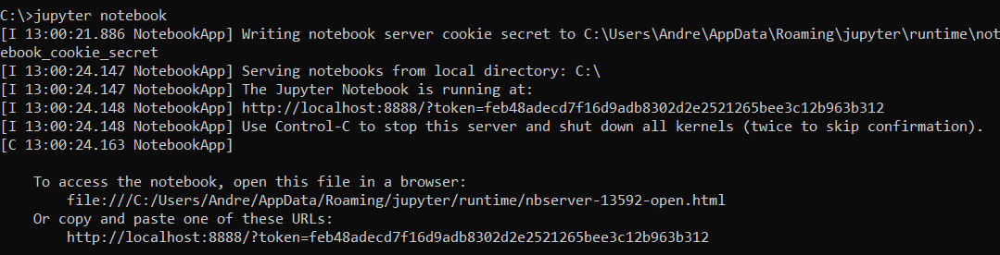 C:\>jupyter notebook
[I 13:00:21.886 NotebookApp] Writing notebook server cookie secret to C:\Users\Andre\AppData\Roaming\jupyter\runtime\not
ebook_cookie_secret
[I 13:00:24.147 NotebookApp] Serving notebooks from local directory: C:\
[I 13:00:24.147 NotebookApp] The Jupyter Notebook is running at:
[I 13:00:24.148 NotebookApp] http://localhost:8888/?token=feb48adecd7f16d9adb8302d2e2521265bee3c12b963b312
[I 13:00:24.148 NotebookApp] Use Control-C to stop this server and shut down all kernels (twice to skip confirmation).
[C 13:00:24.163 NotebookApp]

    To access the notebook, open this file in a browser:
        file:///C:/Users/Andre/AppData/Roaming/jupyter/runtime/nbserver-13592-open.html
    Or copy and paste one of these URLs:
        http://localhost:8888/?token=feb48adecd7f16d9adb8302d2e2521265bee3c12b963b312